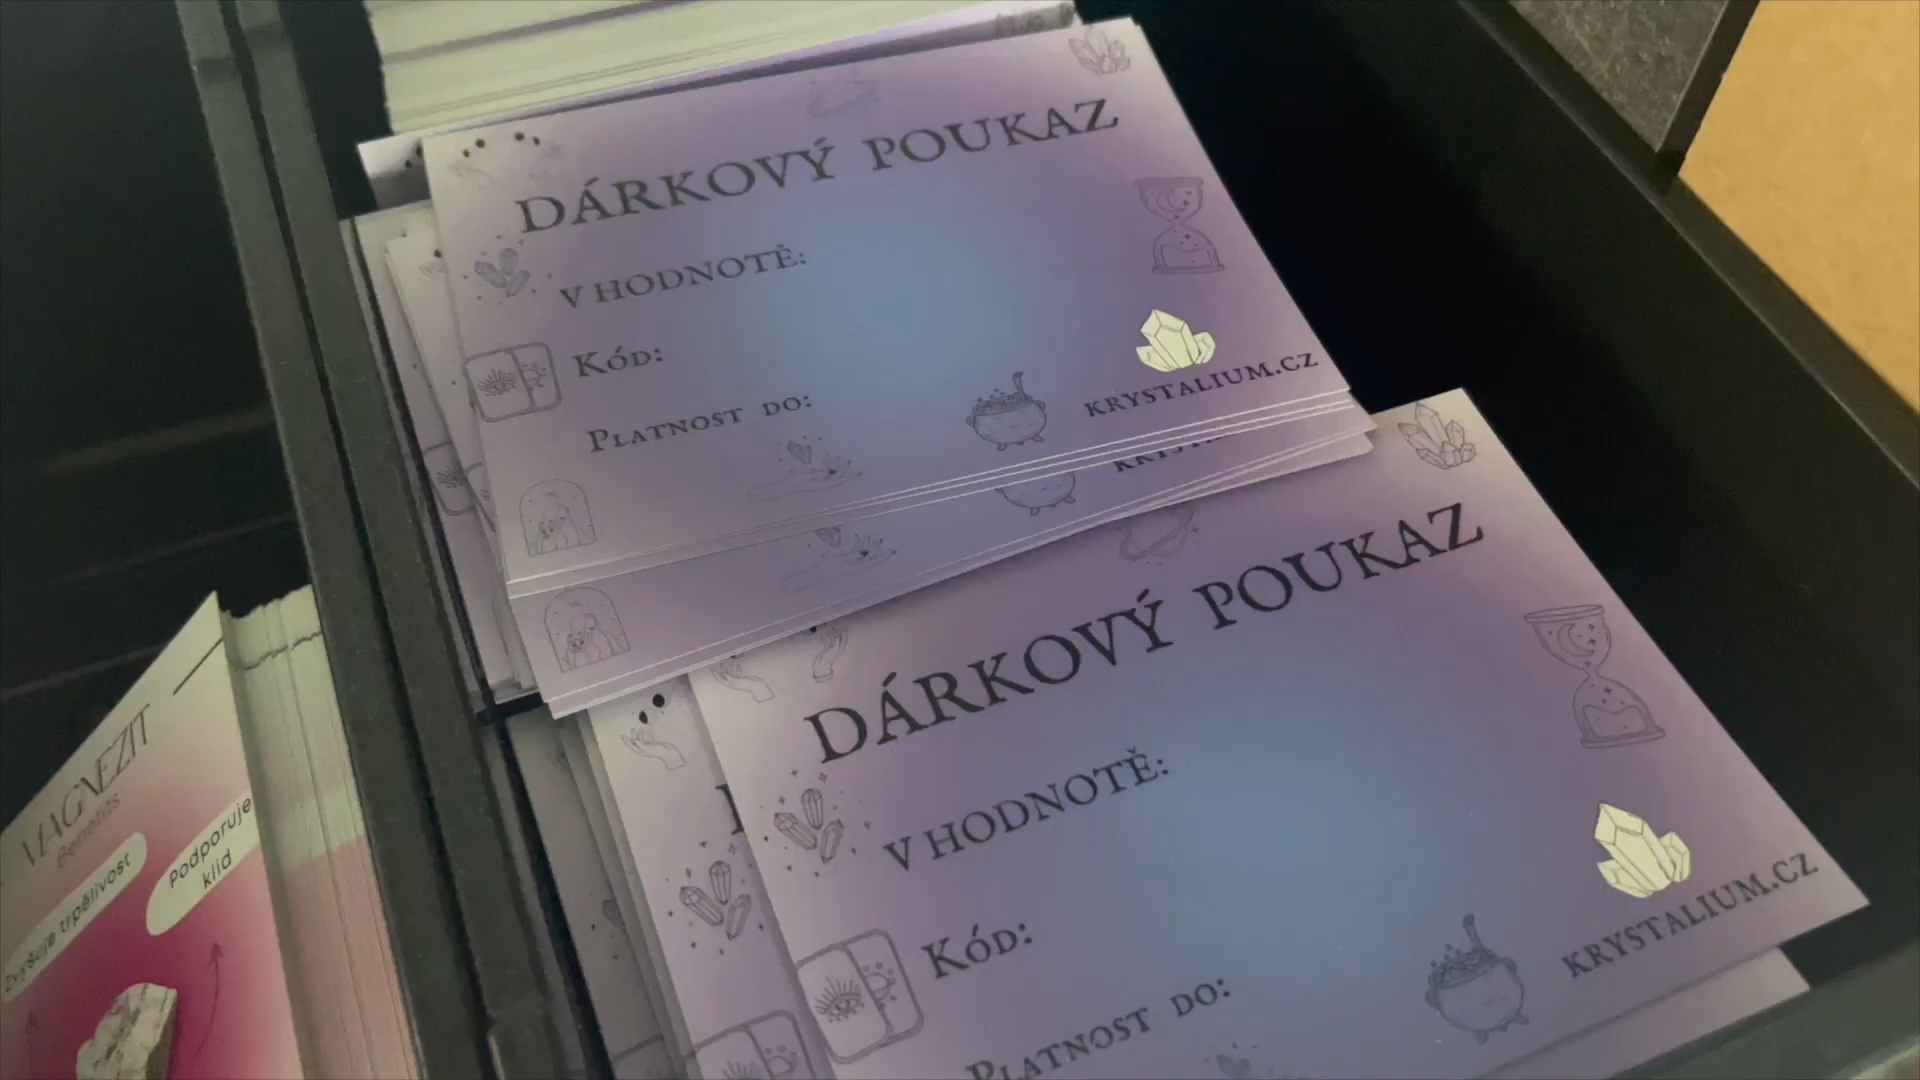 DÁRKOVÝ POUKAZ
V HODNOTĚ:
KÓD:
PLATNOST DO:
KRYSTALIUM.CZ
DÁRKOVÝ POUKAZ
V HODNOTĚ:
KÓD:
PLATNOST DO:
KRYSTALIUM.CZ
MAGNEZIT
Benefits
Zvyšuje trpělivost
Podporuje
klid